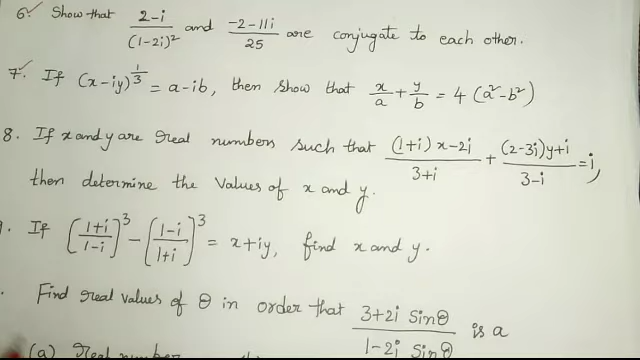 6. Show that (2-i)/(1-2i)² and (-2-11i)/25 are conjugate to each other.
7. If (x-iy)^(1/3) = a-ib, then show that x/a + y/b = 4 (a²-b²)
8. If x and y are real numbers such that ((1+i)x-2i)/(3+i) + ((2-3i)y+i)/(3-i) = i,
then determine the values of x and y.
9. If ((1+i)/(1-i))³ - ((1-i)/(1+i))³ = x+iy, find x and y.
Find real values of θ in order that (3+2i Sinθ)/(1-2i Sinθ) is a
(a) Real number